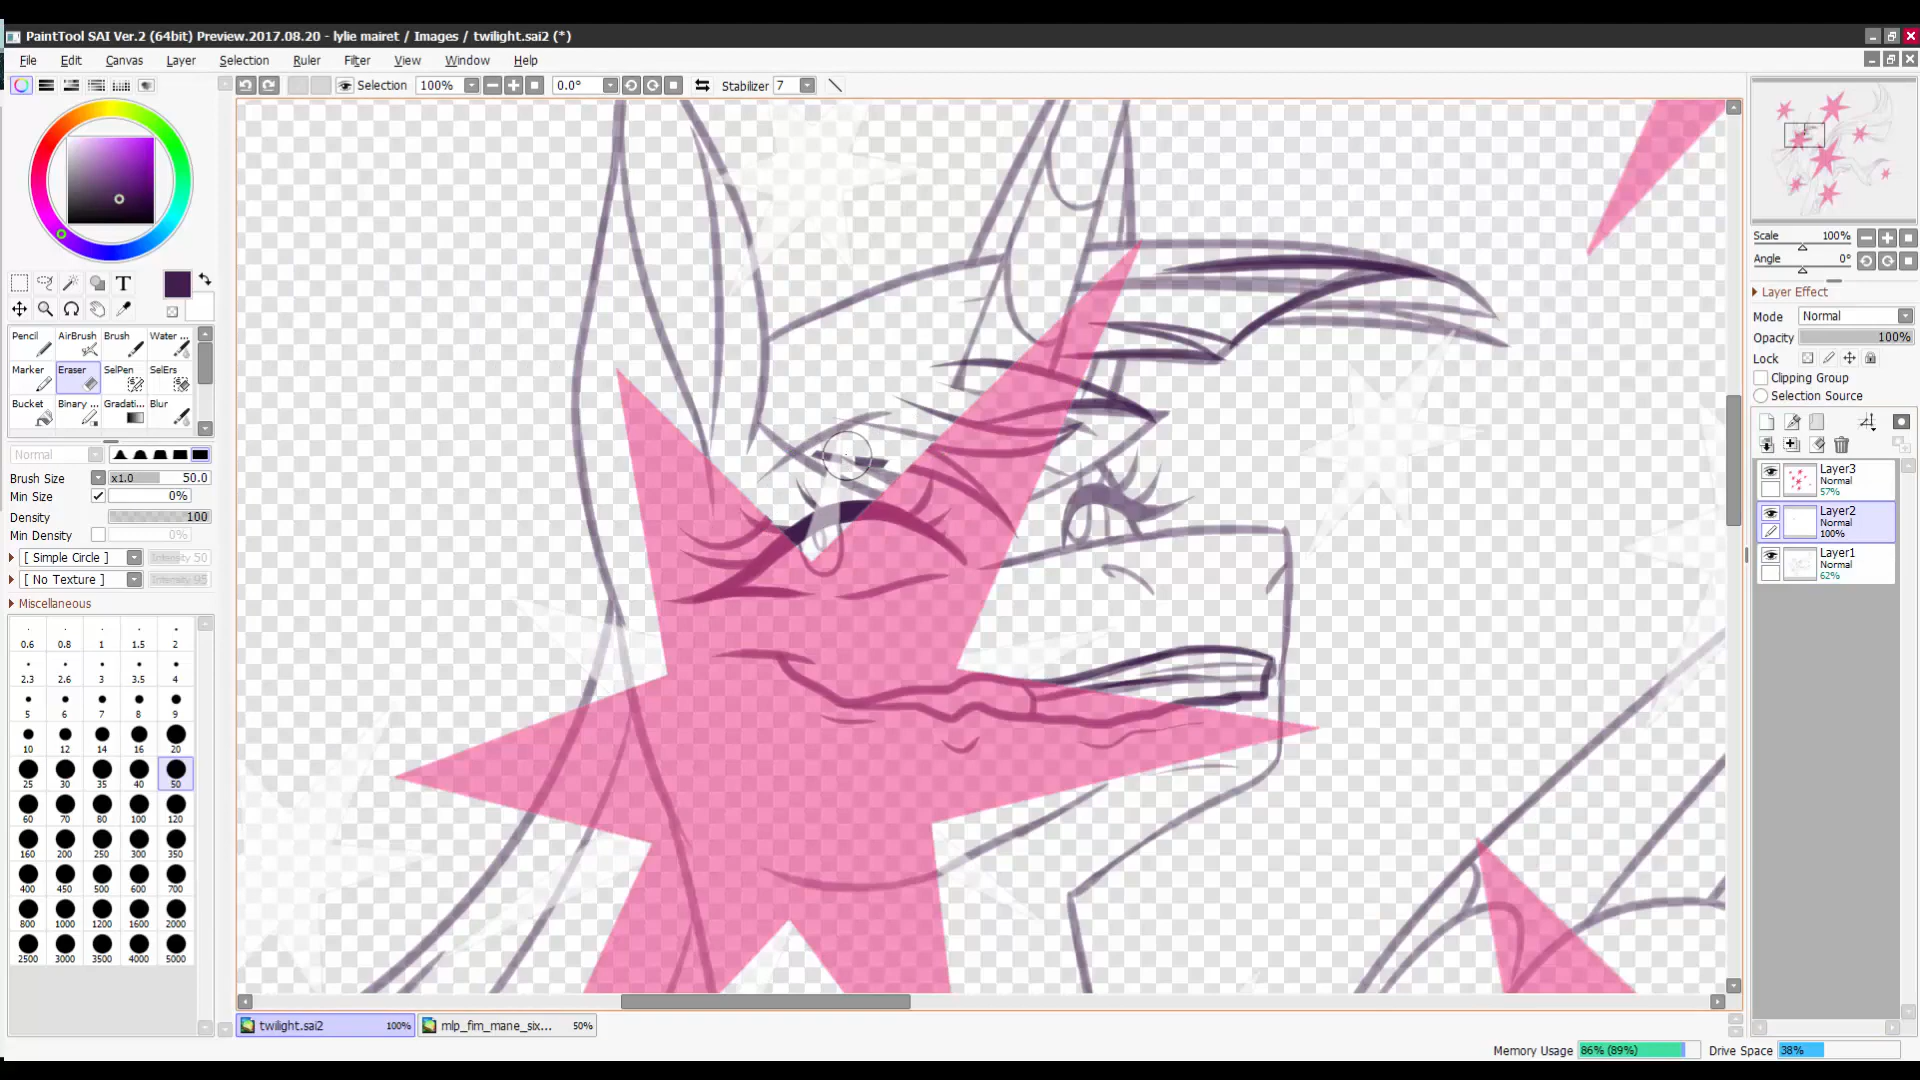 PaintTool SAI Ver.2 (64bit) Preview.2017.08.20 - lylie mairet / Images / twilight.sai2 (*)
File Edit Canvas Layer Selection Ruler Filter View Window Help
Selection 100% 0.0° Stabilizer 7
Scale 100%
Angle 0°
Layer Effect
Mode Normal
Opacity 100%
Lock
Clipping Group
Selection Source
Layer3
Normal
57%
Layer2
Normal
100%
Layer1
Normal
62%
T
Pencil AirBrush Brush Water ...
Marker Eraser SelPen SelErs
Bucket Binary ... Gradati... Blur
Normal
Brush Size x1.0 50.0
Min Size 0%
Density 100
Min Density 0%
[ Simple Circle ] Intensity 50
[ No Texture ] Intensity 95
Miscellaneous
0.6 0.8 1 1.5 2
2.3 2.6 3 3.5 4
5 6 7 8 9
10 12 14 16 20
25 30 35 40 50
60 70 80 100 120
160 200 250 300 350
400 450 500 600 700
800 1000 1200 1600 2000
2500 3000 3500 4000 5000
twilight.sai2 100% mlp_fim_mane_six... 50%
Memory Usage 86% (89%) Drive Space 38%